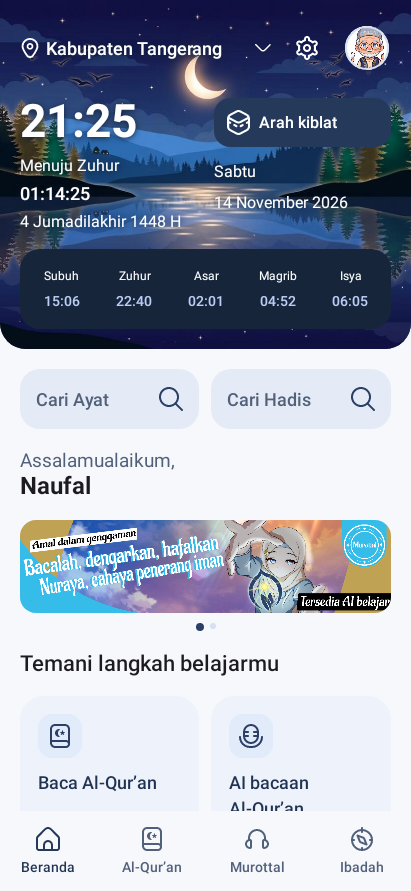 Kabupaten Tangerang
21:25
Arah kiblat
Menuju Zuhur
Sabtu
01:14:25
14 November 2026
4 Jumadilakhir 1448 H
Subuh Zuhur Asar Magrib Isya
15:06 22:40 02:01 04:52 06:05
Cari Ayat
Cari Hadis
Assalamualaikum,
Naufal
Amal dalam genggaman
Bacalah, dengarkan, hafalkan
Nuraya, cahaya penerang iman
Tersedia AI belajar
Temani langkah belajarmu
Baca Al-Qur’an
AI bacaan
Al-Qur’an
Beranda Al-Qur’an Murottal Ibadah